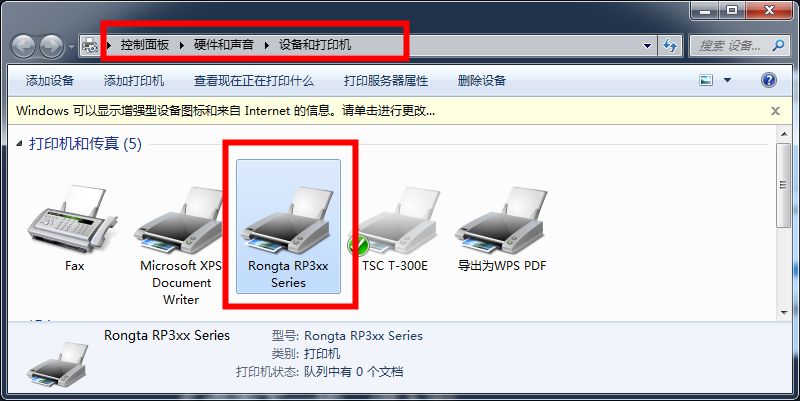 控制面板 硬件和声音 设备和打印机
搜索 设备...
添加设备 添加打印机 查看现在正在打印什么 打印服务器属性 删除设备
Windows 可以显示增强型设备图标和来自 Internet 的信息。请单击进行更改...
打印机和传真 (5)
Fax
Microsoft XPS
Document
Writer
Rongta RP3xx
Series
TSC T-300E
导出为WPS PDF
Rongta RP3xx Series
型号: Rongta RP3xx Series
类别: 打印机
打印机状态: 队列中有 0 个文档